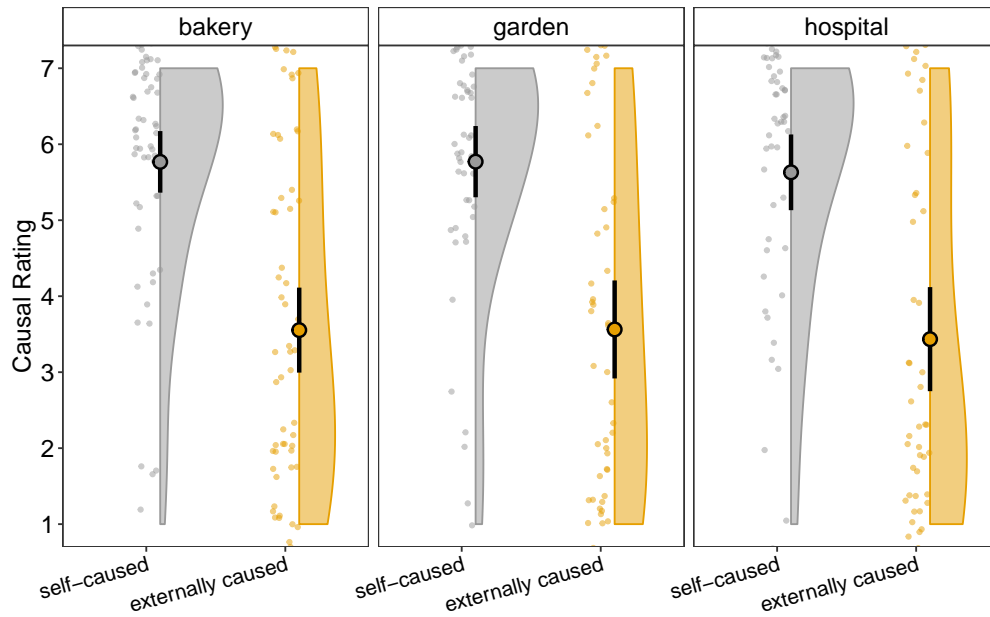 bakery garden hospital
Causal Rating
7
6
5
4
3
2
1
self−caused externally caused self−caused externally caused self−caused externally caused